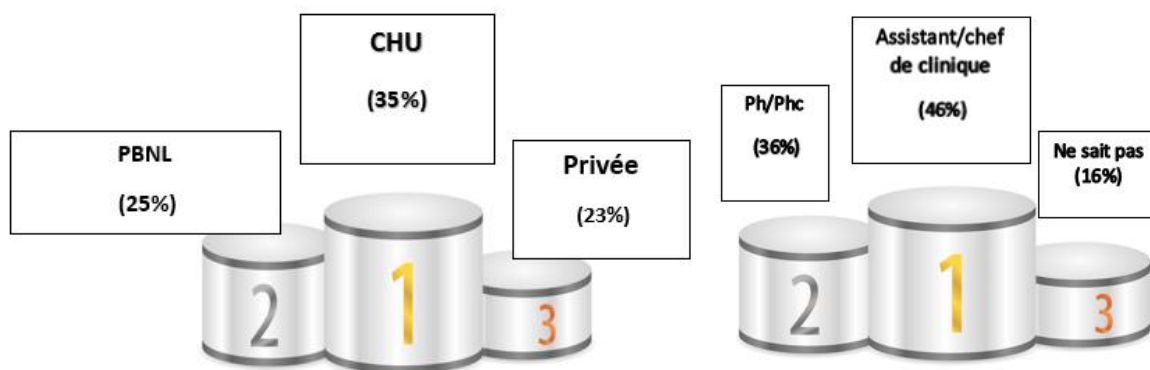 CHU
(35%)
PBNL
(25%)
Privée
(23%)
2
1
3
Assistant/chef
de clinique
(46%)
Ph/Phc
(36%)
Ne sait pas
(16%)
2
1
3